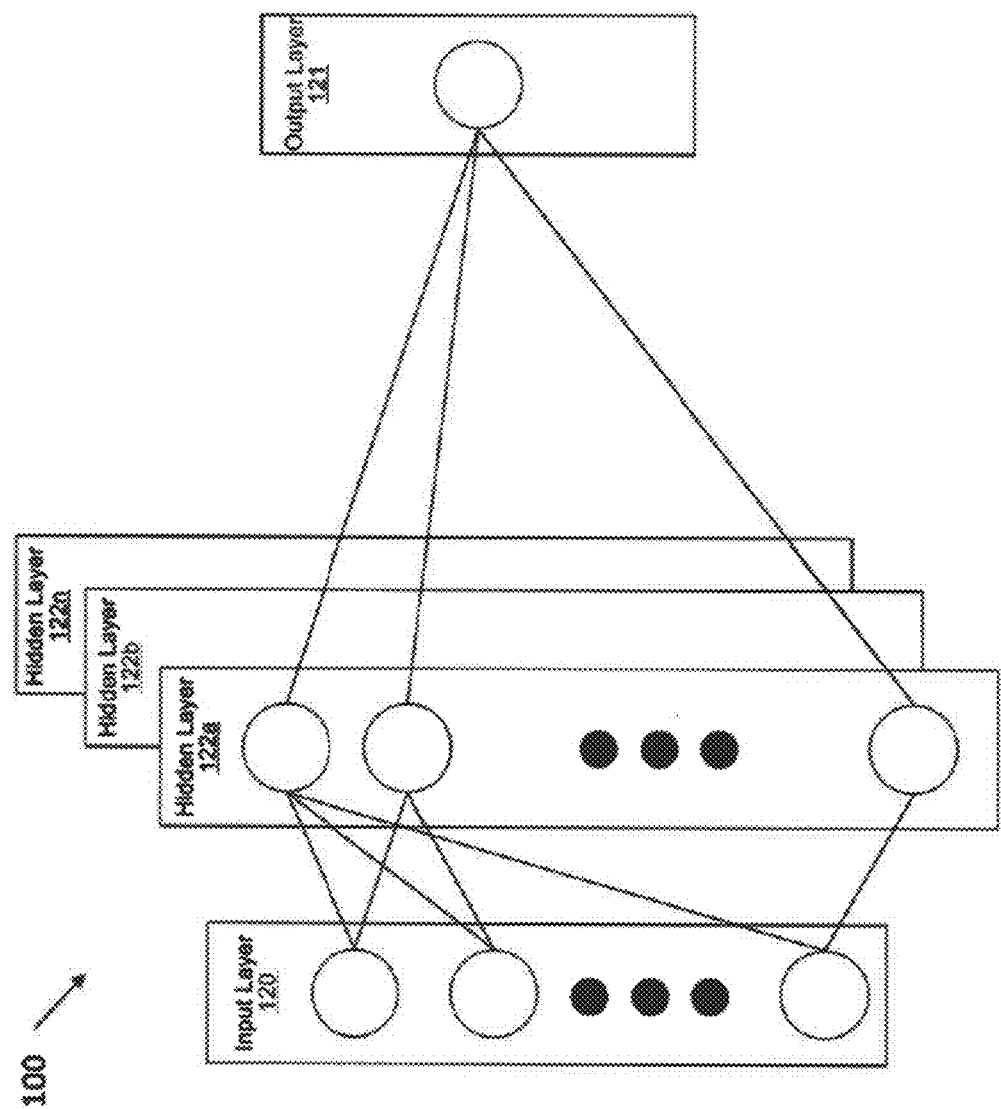 100
Input Layer
120
Hidden Layer
122a
Hidden Layer
122b
Hidden Layer
122n
Output Layer
121